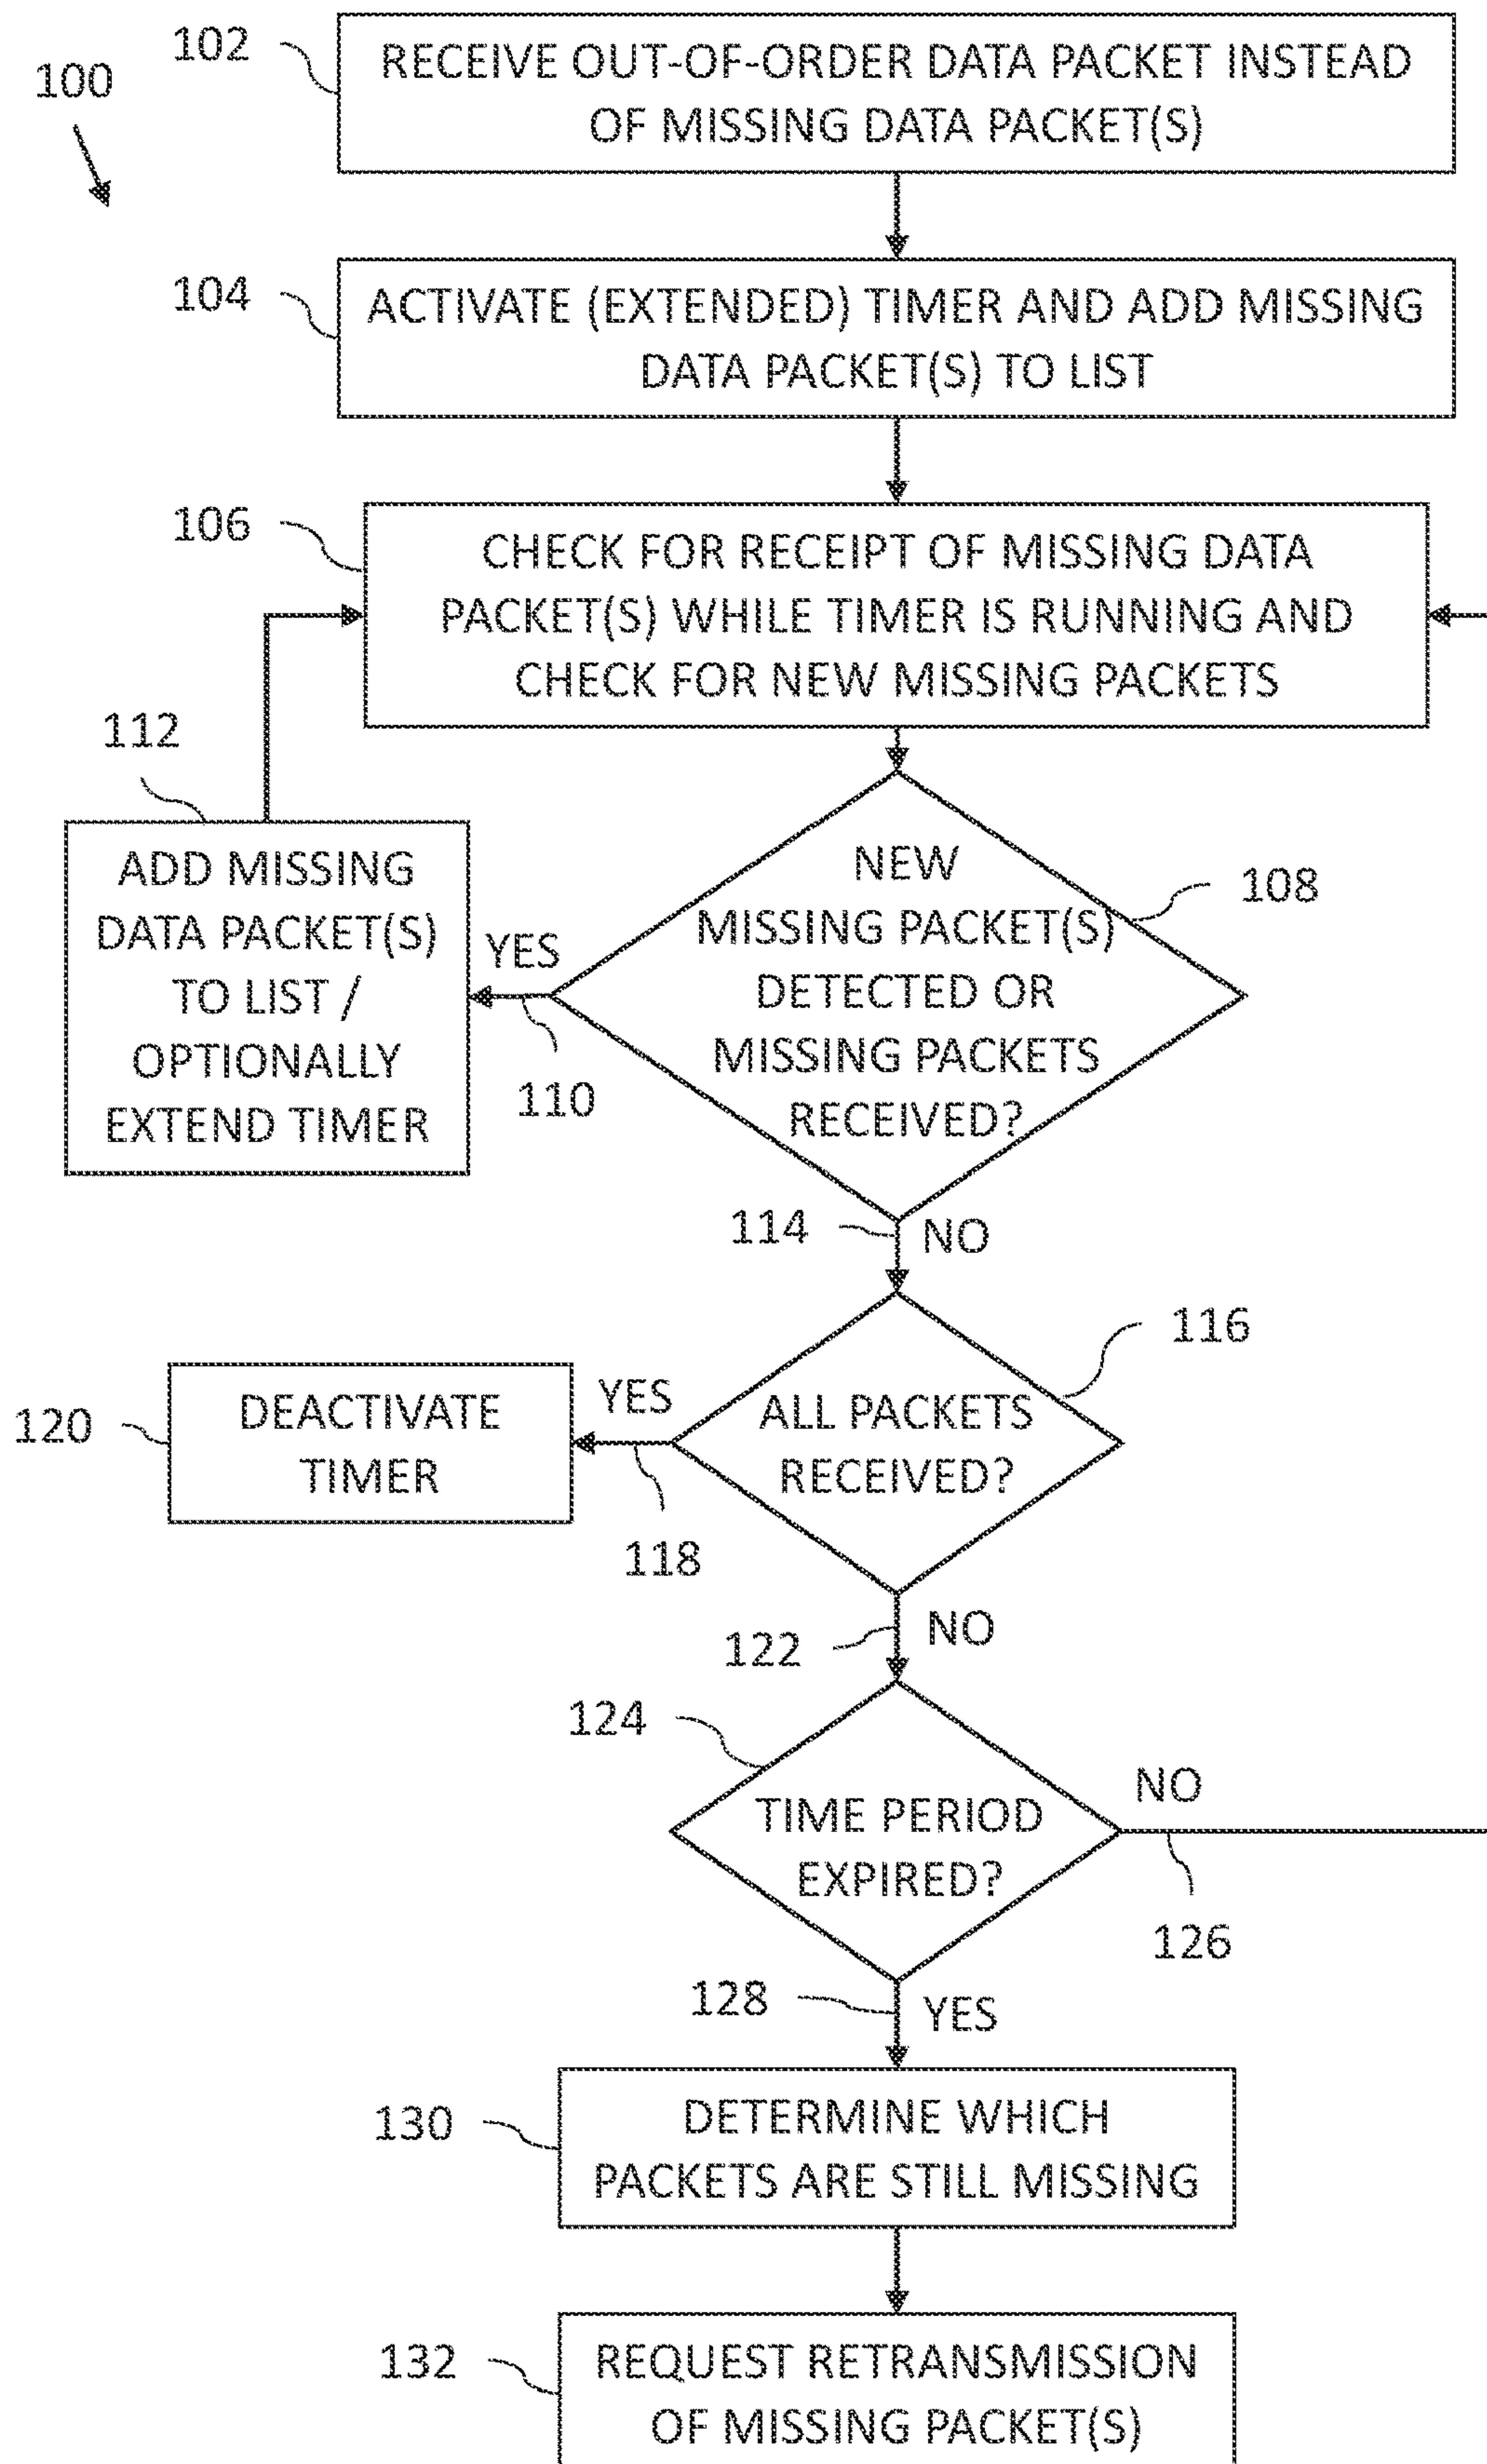 100
102
RECEIVE OUT-OF-ORDER DATA PACKET INSTEAD
OF MISSING DATA PACKET(S)
104
ACTIVATE (EXTENDED) TIMER AND ADD MISSING
DATA PACKET(S) TO LIST
106
CHECK FOR RECEIPT OF MISSING DATA
PACKET(S) WHILE TIMER IS RUNNING AND
CHECK FOR NEW MISSING PACKETS
112
ADD MISSING
DATA PACKET(S)
TO LIST /
OPTIONALLY
EXTEND TIMER
YES
110
NEW
MISSING PACKET(S)
DETECTED OR
MISSING PACKETS
RECEIVED?
108
114
NO
116
ALL PACKETS
RECEIVED?
YES
118
120
DEACTIVATE
TIMER
122
NO
124
TIME PERIOD
EXPIRED?
NO
126
128
YES
130
DETERMINE WHICH
PACKETS ARE STILL MISSING
132
REQUEST RETRANSMISSION
OF MISSING PACKET(S)